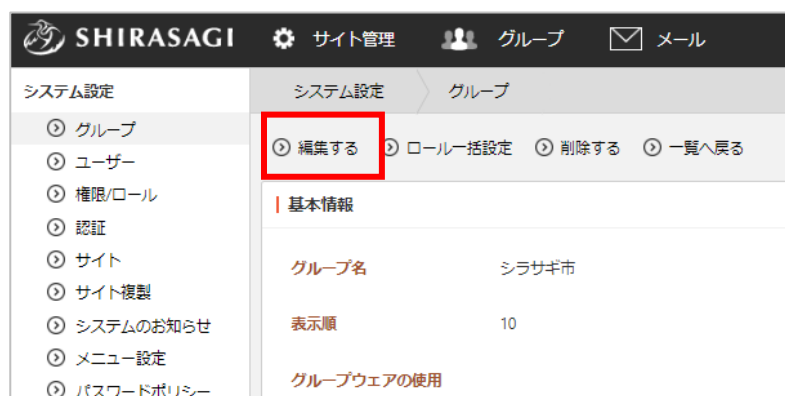 SHIRASAGI サイト管理 グループ メール
システム設定
システム設定 グループ
グループ
ユーザー
権限/ロール
認証
サイト
サイト複製
システムのお知らせ
メニュー設定
パスワードポリシー
編集する ロール一括設定 削除する 一覧へ戻る
基本情報
グループ名 シラサギ市
表示順 10
グループウェアの使用